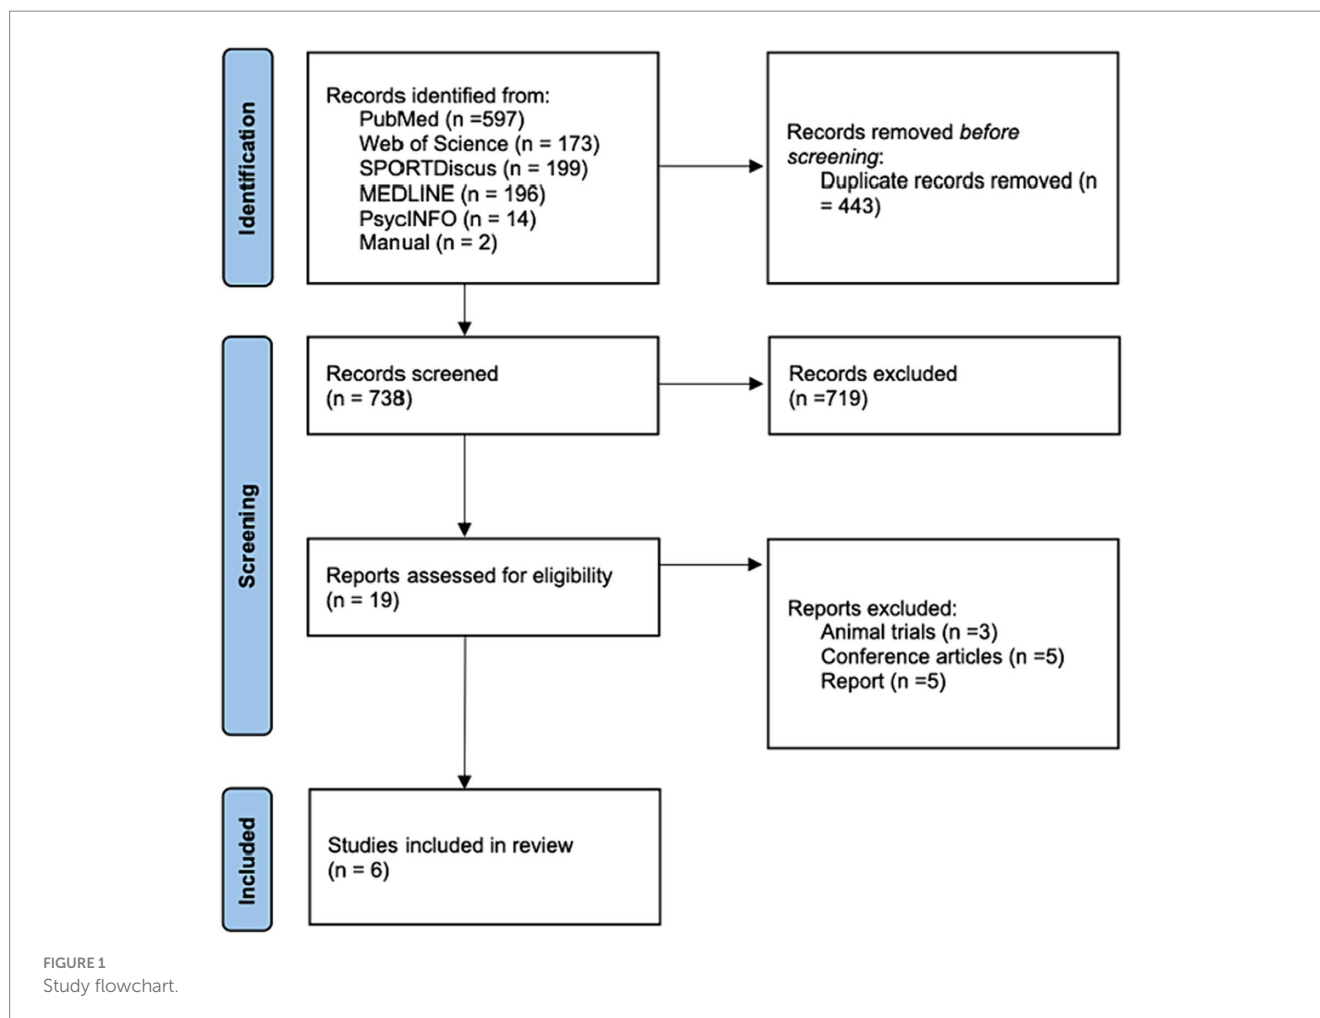 Identification
Records identified from:
PubMed (n =597)
Web of Science (n = 173)
SPORTDiscus (n = 199)
MEDLINE (n = 196)
PsycINFO (n = 14)
Manual (n = 2)
Records removed before
screening:
Duplicate records removed (n
= 443)
Screening
Records screened
(n = 738)
Records excluded
(n =719)
Reports assessed for eligibility
(n = 19)
Reports excluded:
Animal trials (n =3)
Conference articles (n =5)
Report (n =5)
Included
Studies included in review
(n = 6)
FIGURE 1
Study flowchart.